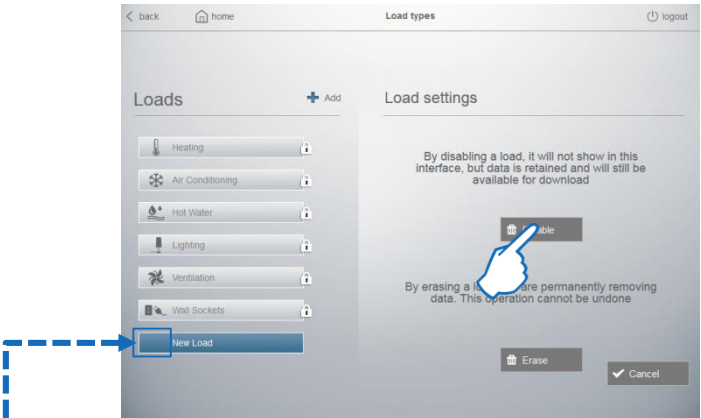 back
home
Load types
logout
Loads
Add
Load settings
Heating
Air Conditioning
Hot Water
Lighting
Ventilation
Wall Sockets
New Load
By disabling a load, it will not show in this
interface, but data is retained and will still be
available for download
By erasing a are permanently removing
data. This operation cannot be undone
Erase
Cancel